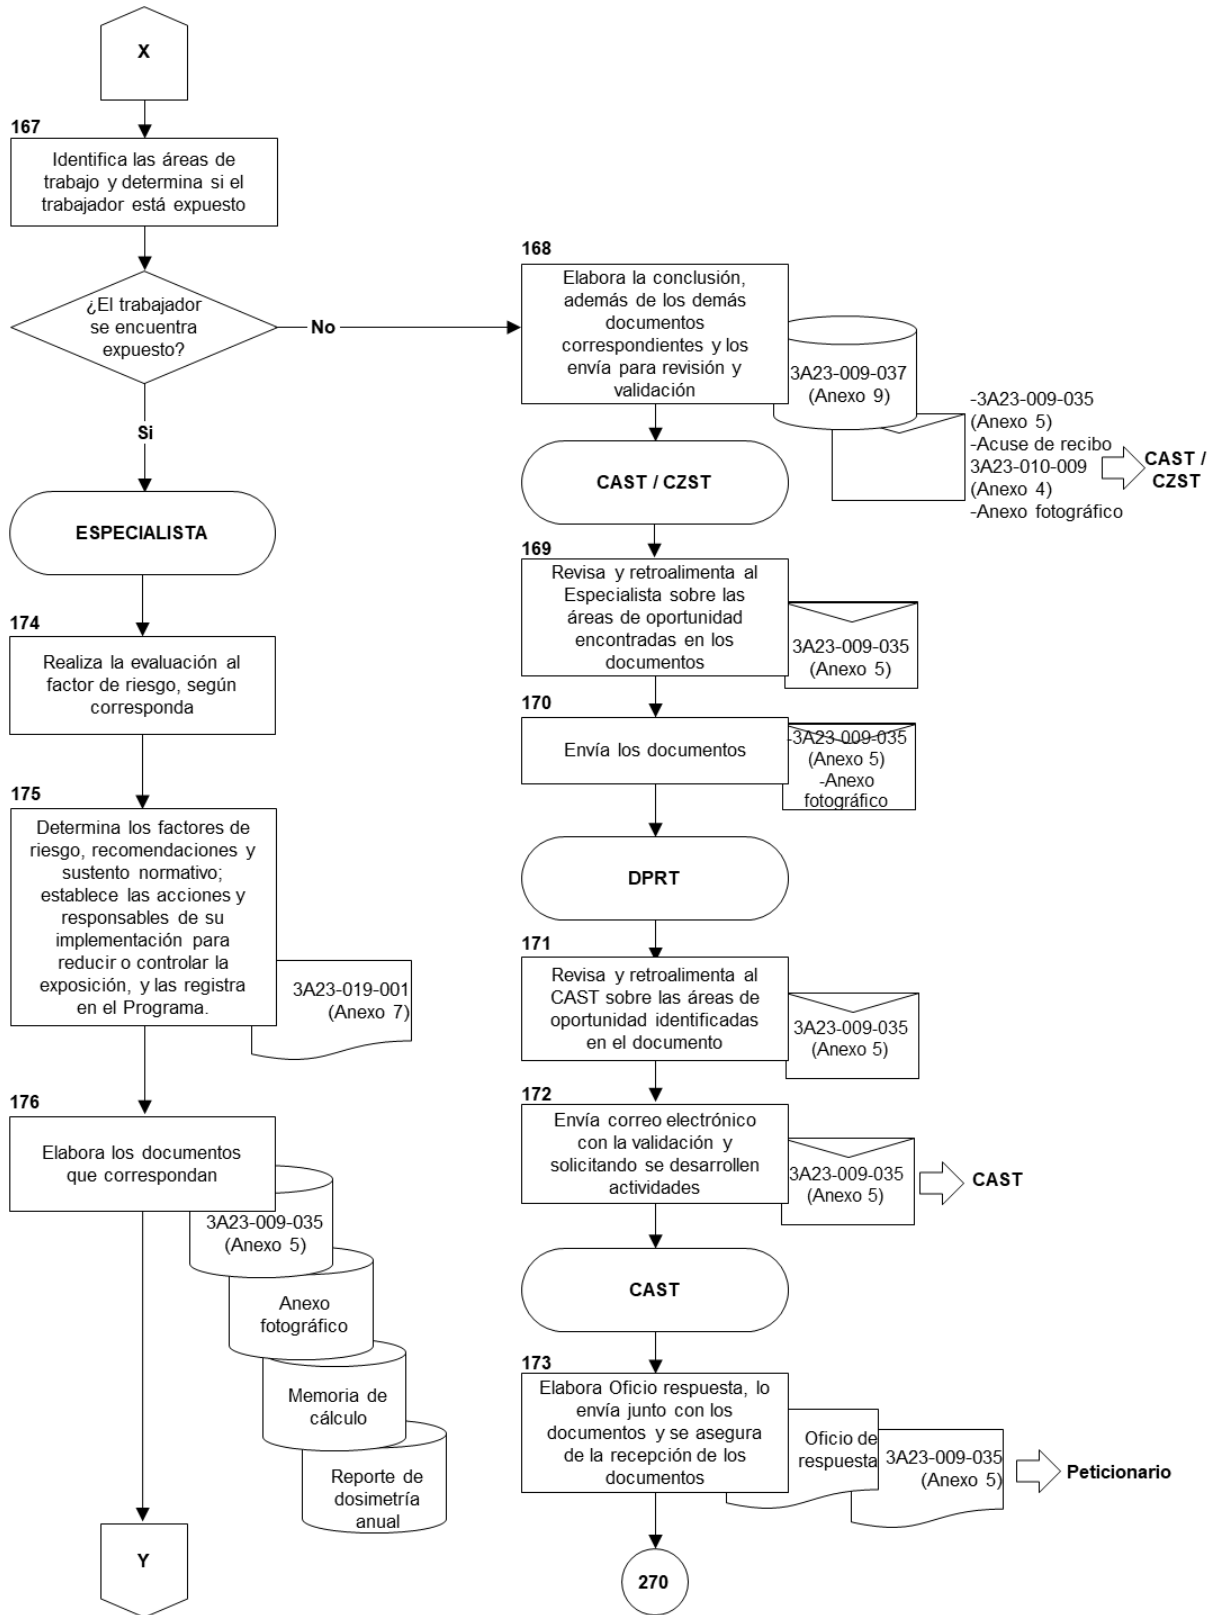 X
167
Identifica las áreas de
trabajo y determina si el
trabajador está expuesto
¿El trabajador
se encuentra
expuesto?
No
Si
168
Elabora la conclusión,
además de los demás
documentos
correspondientes y los
envía para revisión y
validación
3A23-009-037
(Anexo 9)
-3A23-009-035
(Anexo 5)
-Acuse de recibo
3A23-010-009
(Anexo 4)
-Anexo fotográfico
CAST /
CZST
CAST / CZST
169
Revisa y retroalimenta al
Especialista sobre las
áreas de oportunidad
encontradas en los
documentos
3A23-009-035
(Anexo 5)
170
Envía los documentos
-3A23-009-035
(Anexo 5)
-Anexo
fotográfico
DPRT
171
Revisa y retroalimenta al
CAST sobre las áreas de
oportunidad identificadas
en el documento
3A23-009-035
(Anexo 5)
172
Envía correo electrónico
con la validación y
solicitando se desarrollen
actividades
3A23-009-035
(Anexo 5)
CAST
CAST
173
Elabora Oficio respuesta, lo
envía junto con los
documentos y se asegura
de la recepción de los
documentos
Oficio de
respuesta
3A23-009-035
(Anexo 5)
Peticionario
270
ESPECIALISTA
174
Realiza la evaluación al
factor de riesgo, según
corresponda
175
Determina los factores de
riesgo, recomendaciones y
sustento normativo;
establece las acciones y
responsables de su
implementación para
reducir o controlar la
exposición, y las registra
en el Programa.
3A23-019-001
(Anexo 7)
176
Elabora los documentos
que correspondan
3A23-009-035
(Anexo 5)
Anexo
fotográfico
Memoria de
cálculo
Reporte de
dosimetría
anual
Y